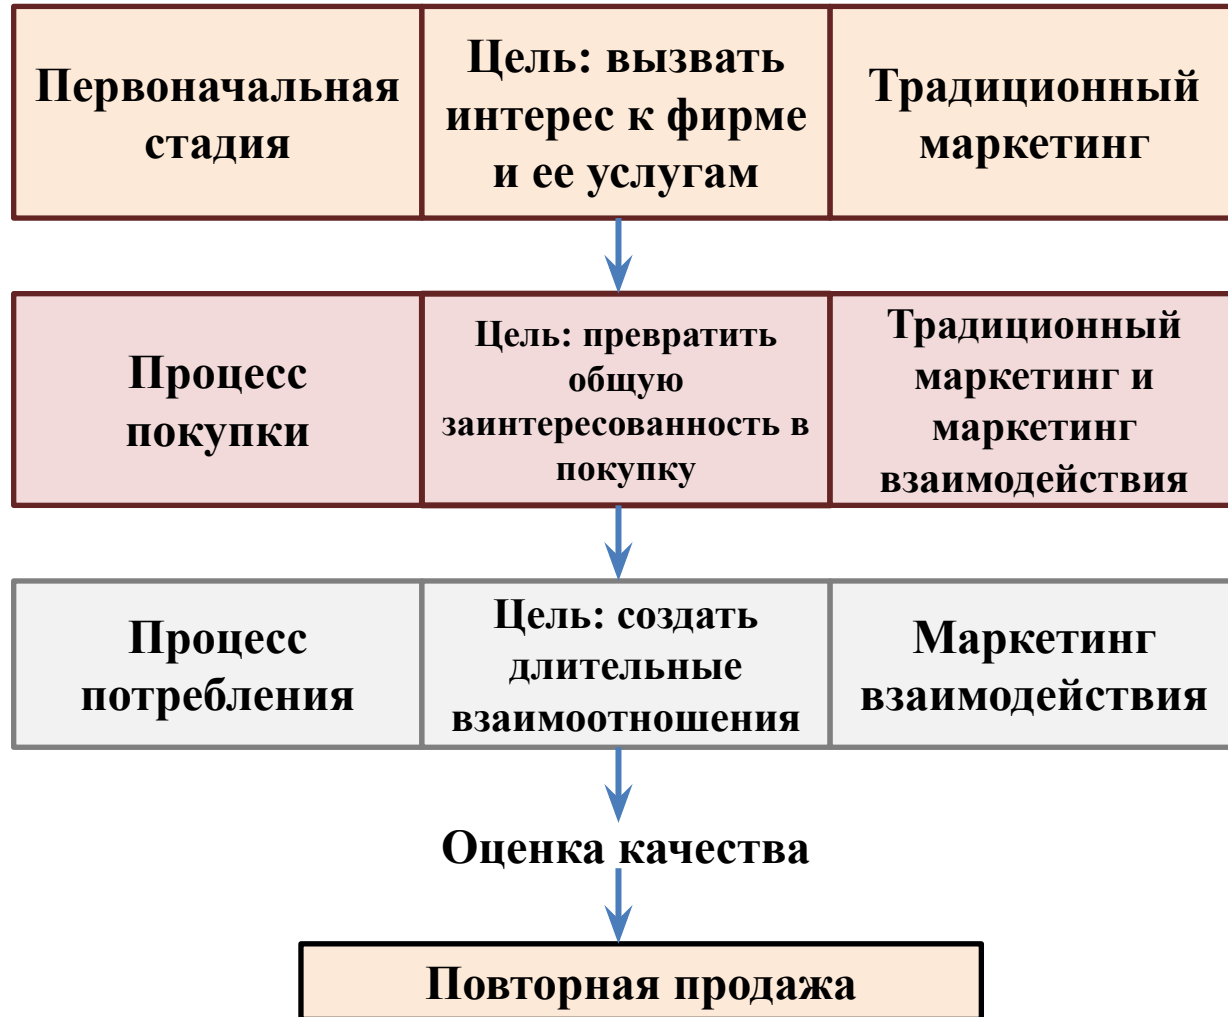 Первоначальная
стадия
Цель: вызвать
интерес к фирме
и ее услугам
Традиционный
маркетинг
Процесс
покупки
Цель: превратить
общую
заинтересованность в
покупку
Традиционный
маркетинг и
маркетинг
взаимодействия
Процесс
потребления
Цель: создать
длительные
взаимоотношения
Маркетинг
взаимодействия
Оценка качества
Повторная продажа